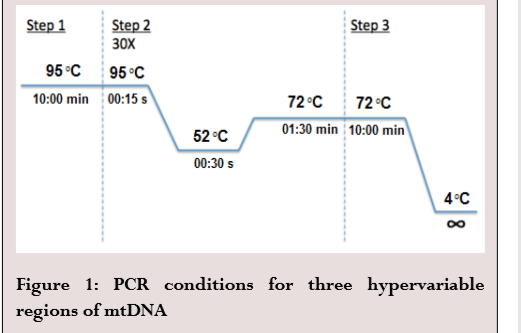 Step 1 Step 2 Step 3
30X
95 °C 95 °C
10:00 min 00:15 s
72 °C 72 °C
01:30 min 10:00 min
52 °C
00:30 s
4 °C
∞
Figure 1: PCR conditions for three hypervariable
regions of mtDNA